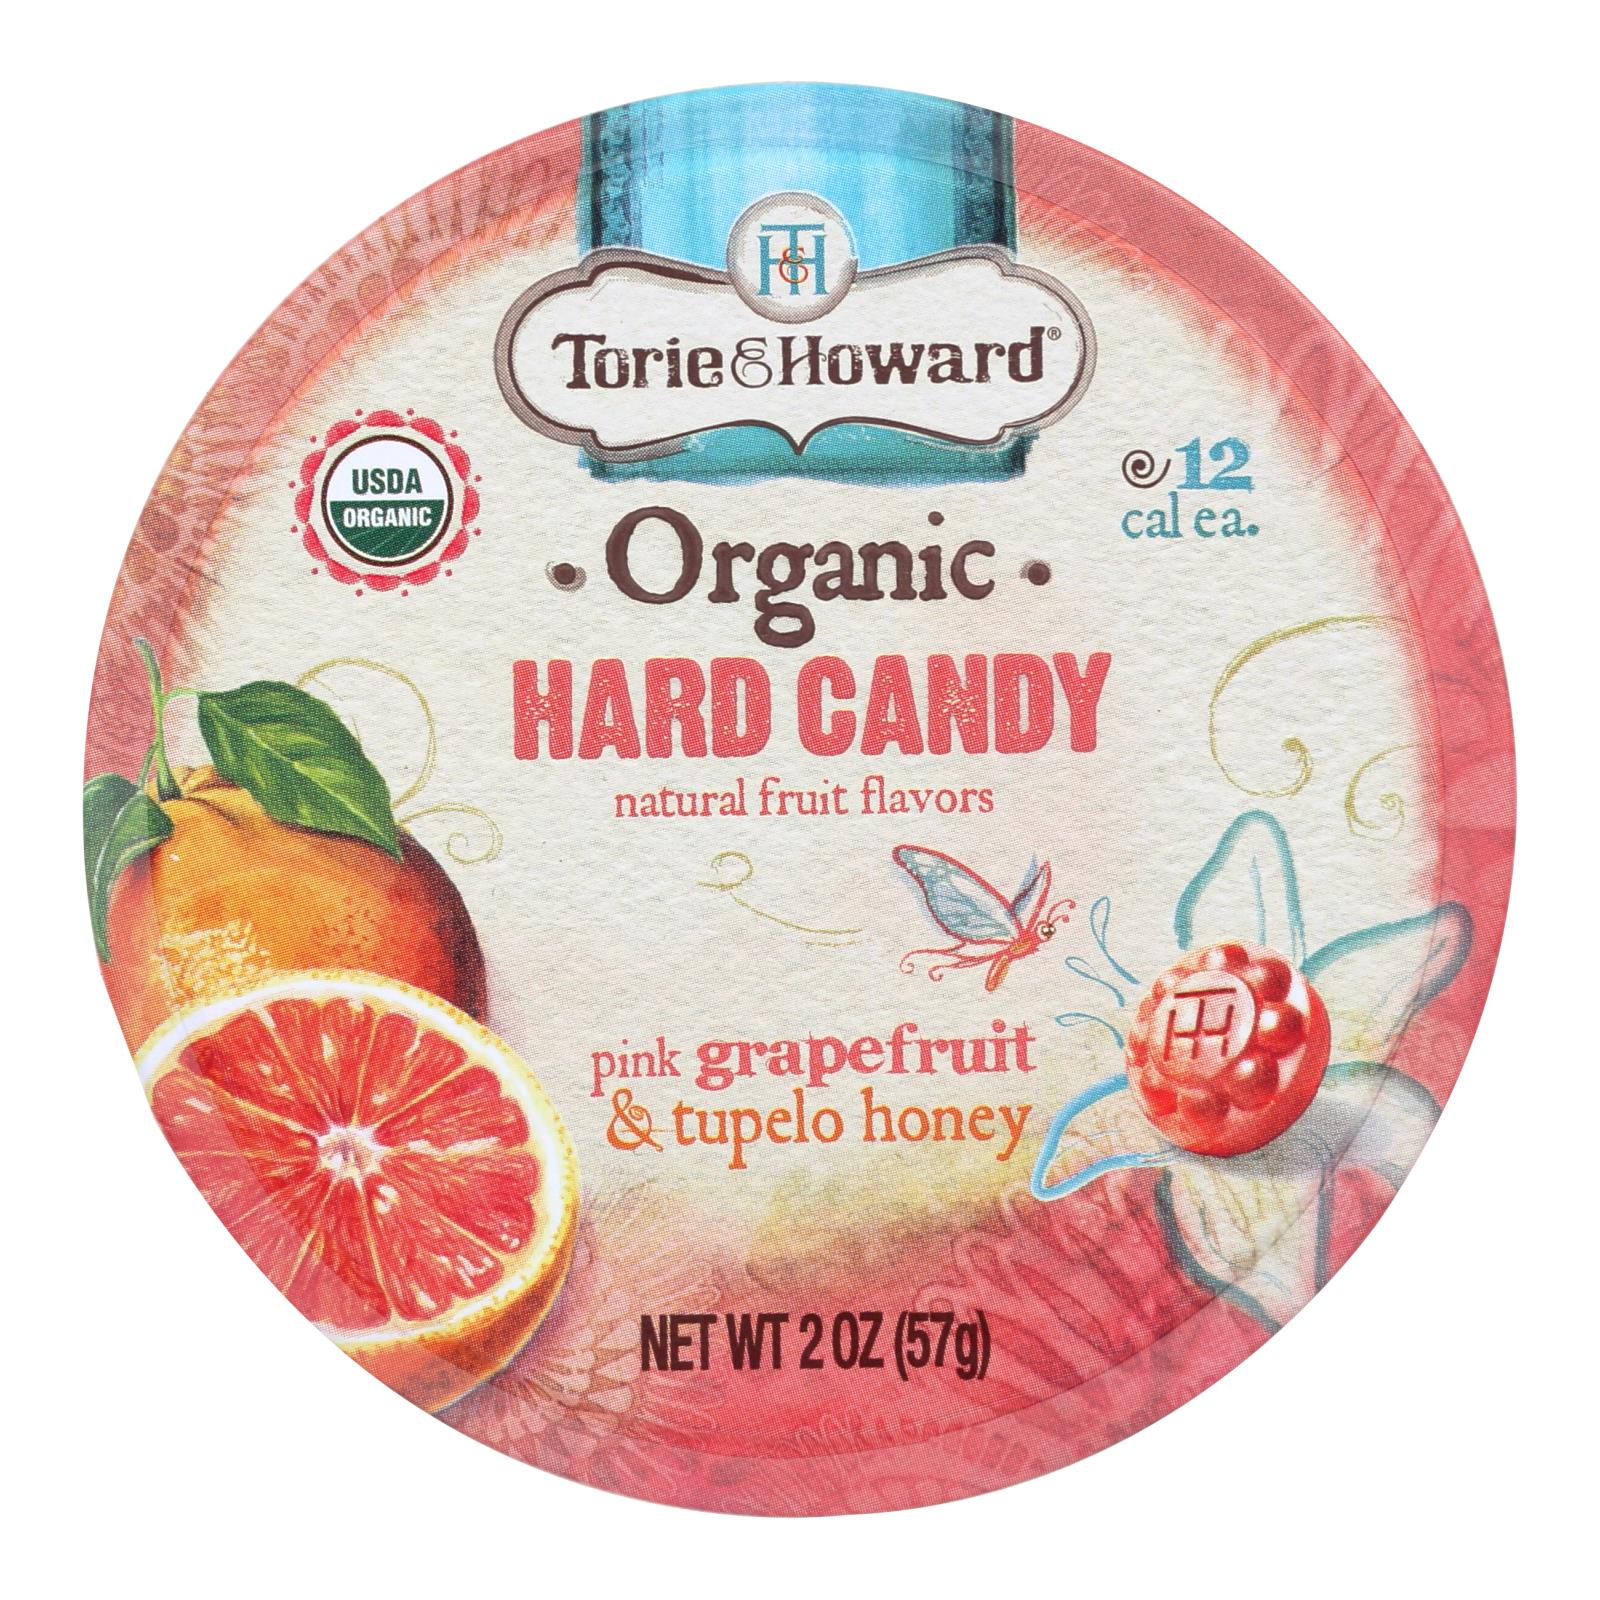 T&H
Torie & Howard®
USDA
ORGANIC
12
cal ea.
• Organic •
HARD CANDY
natural fruit flavors
TH
pink grapefruit
& tupelo honey
NET WT 2 OZ (57g)